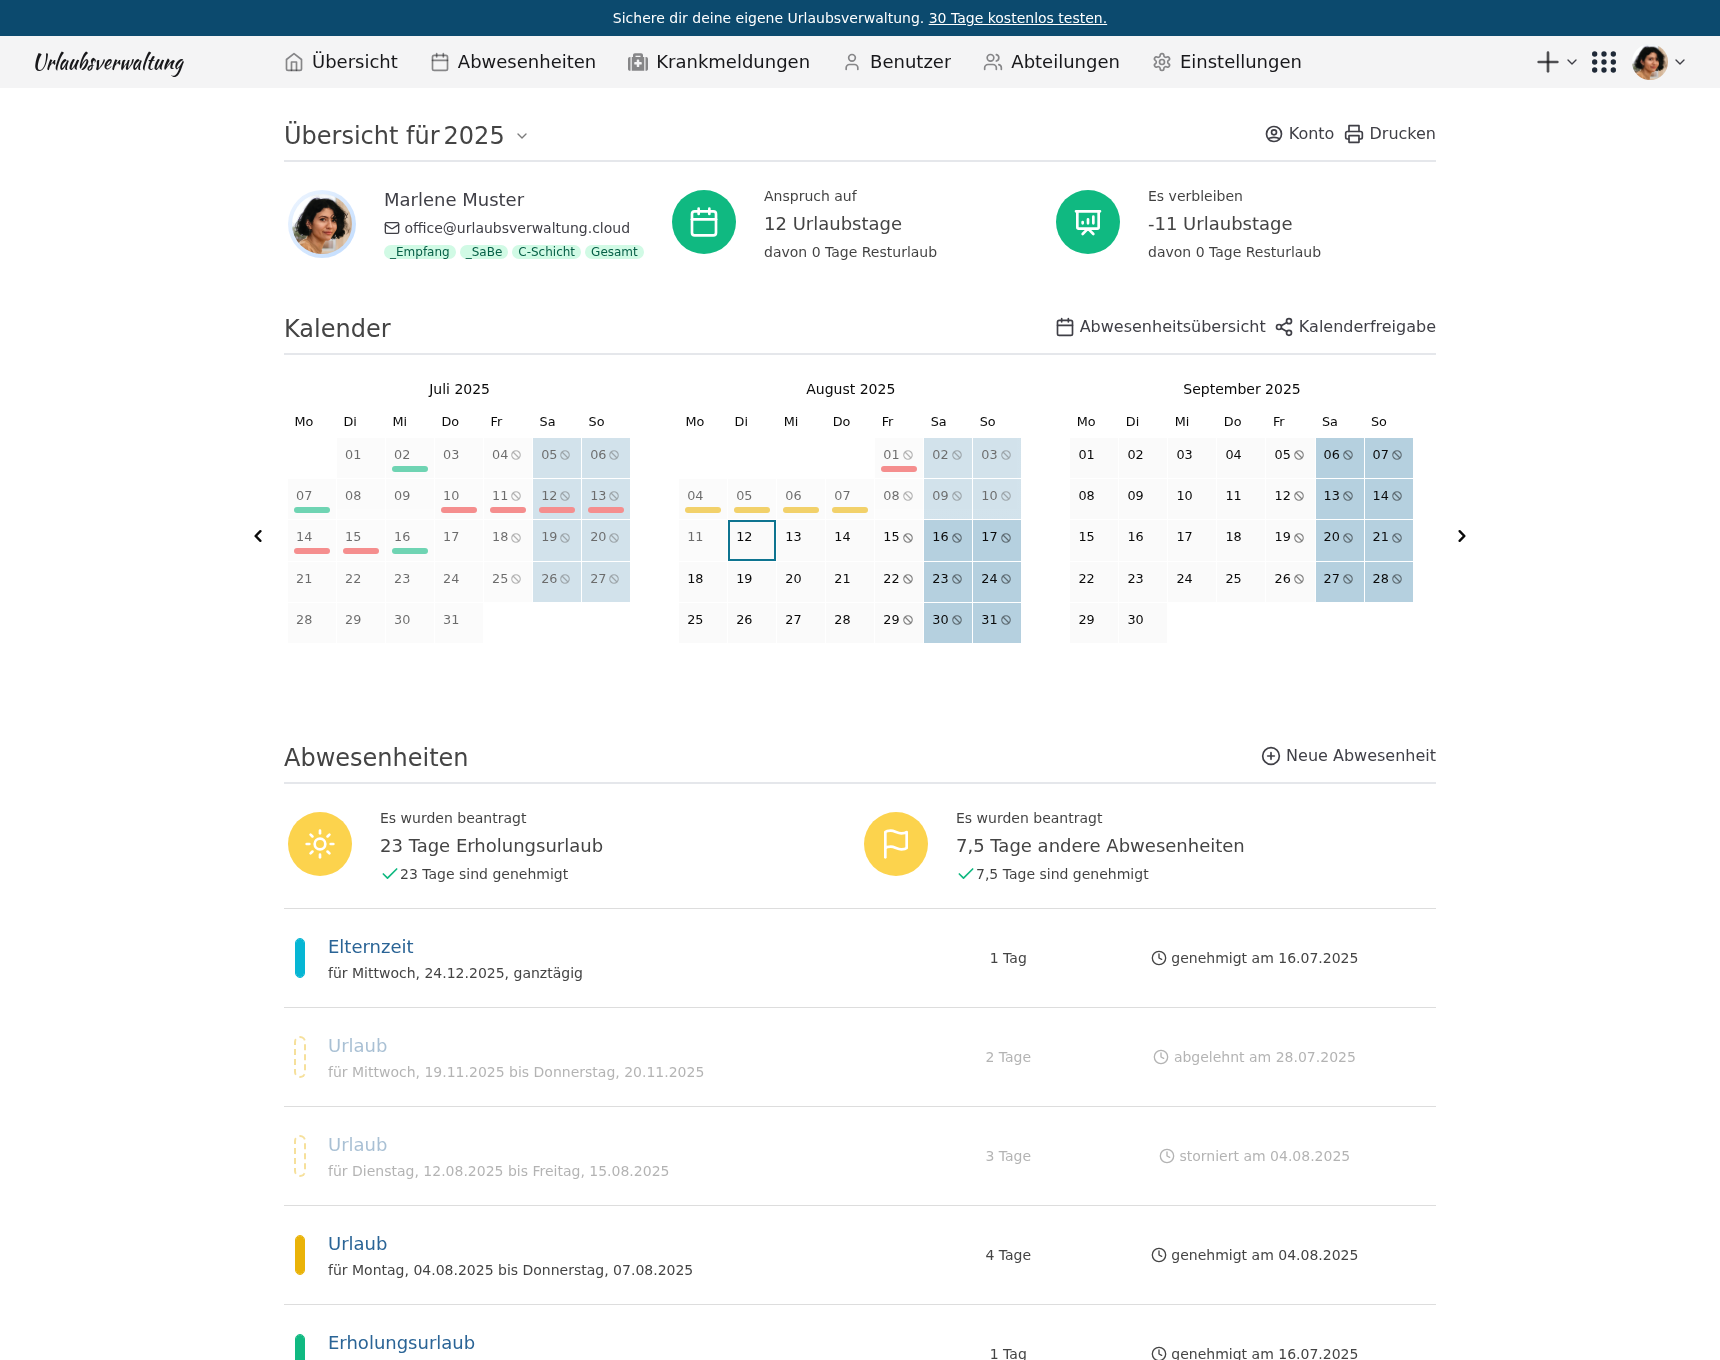 Sichere dir deine eigene Urlaubsverwaltung. 30 Tage kostenlos testen.
Urlaubsverwaltung Übersicht Abwesenheiten Krankmeldungen Benutzer Abteilungen Einstellungen
Übersicht für 2025 Konto Drucken
Marlene Muster
office@urlaubsverwaltung.cloud
_Empfang _SaBe C-Schicht Gesamt
Anspruch auf
12 Urlaubstage
davon 0 Tage Resturlaub
Es verbleiben
-11 Urlaubstage
davon 0 Tage Resturlaub
Kalender Abwesenheitsübersicht Kalenderfreigabe
Juli 2025
Mo Di Mi Do Fr Sa So
01 02 03 04 05 06
07 08 09 10 11 12 13
14 15 16 17 18 19 20
21 22 23 24 25 26 27
28 29 30 31
August 2025
Mo Di Mi Do Fr Sa So
01 02 03
04 05 06 07 08 09 10
11 12 13 14 15 16 17
18 19 20 21 22 23 24
25 26 27 28 29 30 31
September 2025
Mo Di Mi Do Fr Sa So
01 02 03 04 05 06 07
08 09 10 11 12 13 14
15 16 17 18 19 20 21
22 23 24 25 26 27 28
29 30
Abwesenheiten Neue Abwesenheit
Es wurden beantragt
23 Tage Erholungsurlaub
23 Tage sind genehmigt
Es wurden beantragt
7,5 Tage andere Abwesenheiten
7,5 Tage sind genehmigt
Elternzeit
für Mittwoch, 24.12.2025, ganztägig
1 Tag genehmigt am 16.07.2025
Urlaub
für Mittwoch, 19.11.2025 bis Donnerstag, 20.11.2025
2 Tage abgelehnt am 28.07.2025
Urlaub
für Dienstag, 12.08.2025 bis Freitag, 15.08.2025
3 Tage storniert am 04.08.2025
Urlaub
für Montag, 04.08.2025 bis Donnerstag, 07.08.2025
4 Tage genehmigt am 04.08.2025
Erholungsurlaub
1 Tag genehmigt am 16.07.2025